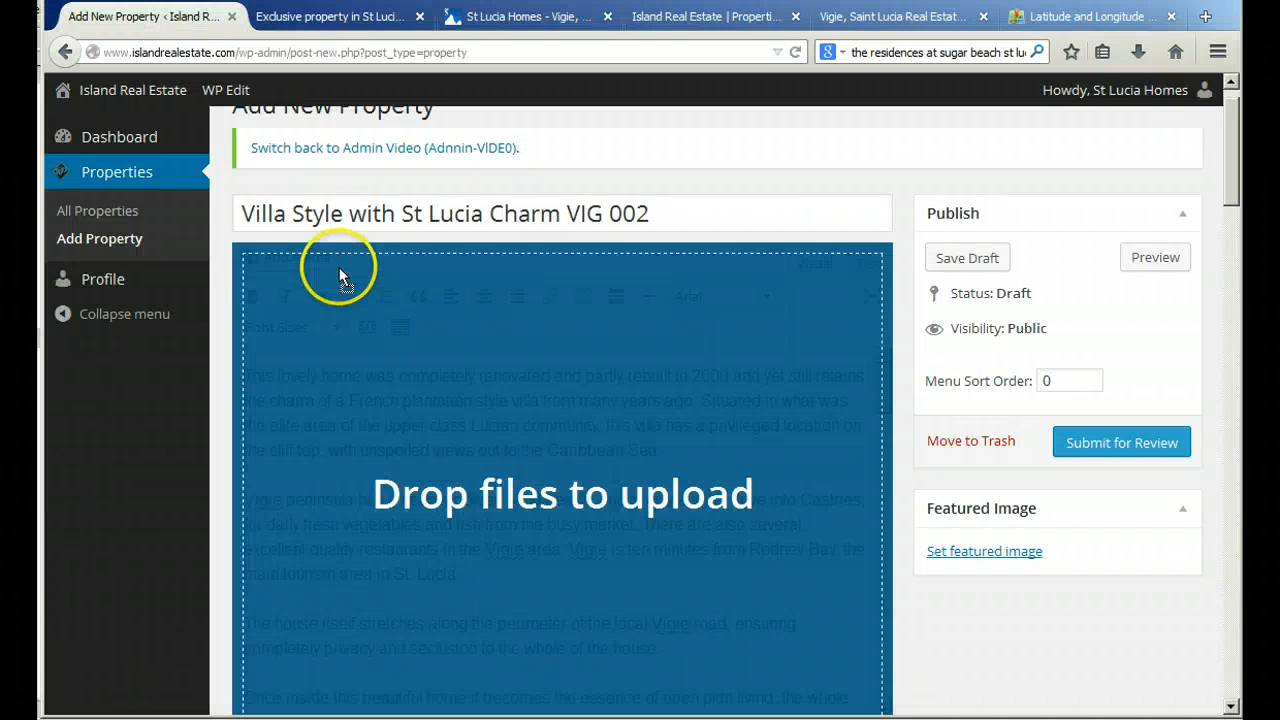 Add New Property ‹ Island R... × Exclusive property in St Luci... × St Lucia Homes - Vigie, ... × Island Real Estate | Properti... × Vigie, Saint Lucia Real Estat... × Latitude and Longitude ×
www.islandrealestate.com/wp-admin/post-new.php?post_type=property
the residences at sugar beach st lu
Island Real Estate WP Edit Howdy, St Lucia Homes
Add New Property
Dashboard
Switch back to Admin Video (Adnnin-VIDE0).
Properties
All Properties
Add Property
Profile
Collapse menu
Villa Style with St Lucia Charm VIG 002
Arial
Font Sizes
This lovely home was completely renovated and partly rebuilt in 2000 and yet still retains
the charm of a French plantation style villa from many years ago. Situated in what was
the elite area of the upper class Lucian community, this villa has a privileged location on
the cliff top, with unspoiled views out to the Caribbean Sea.
Drop files to upload
Vigie peninsula into Castries,
daily fresh vegetables and fish from the busy market. There are also several
excellent quality restaurants in the Vigie area. Vigie is ten minutes from Rodney Bay, the
main tourism area in St. Lucia.
The house itself stretches along the perimeter of the local Vigie road, ensuring
completely privacy and seclusion to the whole of the house.
Once inside this beautiful home it becomes the essence of open plan living, the whole
Publish
Save Draft Preview
Status: Draft
Visibility: Public
Menu Sort Order: 0
Move to Trash Submit for Review
Featured Image
Set featured image